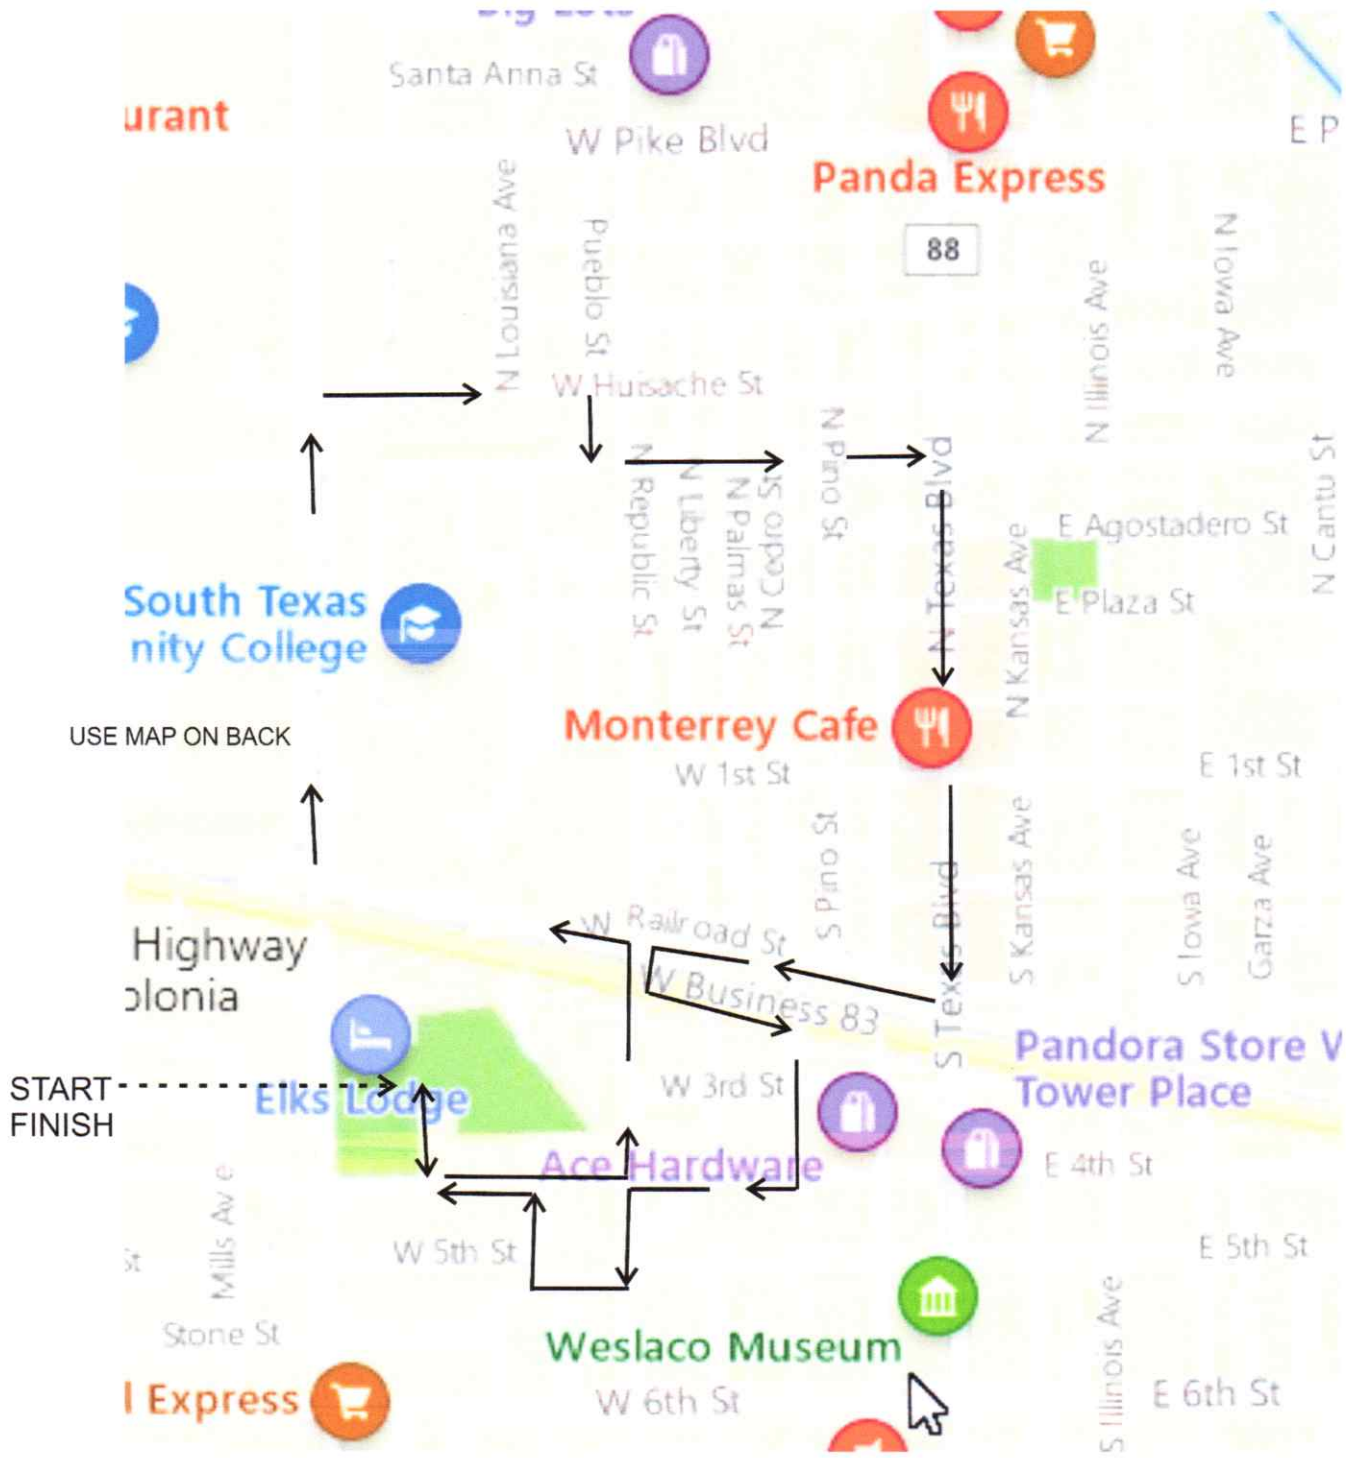 Big Lots
Santa Anna St
urant
W Pike Blvd
E P
Panda Express
N Louisiana Ave
Pueblo St
88
N Iowa Ave
N Illinois Ave
W Huisache St
N Pino St
N Texas Blvd
N Cantu St
N Republic St
N Liberty St
N Palmas St
N Cedro St
E Agostadero St
N Kansas Ave
E Plaza St
South Texas
nity College
USE MAP ON BACK
Monterrey Cafe
W 1st St
E 1st St
S Pino St
S Kansas Ave
S Iowa Ave
Garza Ave
W Railroad St
Highway
olonia
W Business 83
S Texas Blvd
Pandora Store V
Tower Place
START
FINISH
Elks Lodge
W 3rd St
Ace Hardware
E 4th St
Mills Ave
W 5th St
E 5th St
St
Stone St
Weslaco Museum
S Illinois Ave
l Express
W 6th St
E 6th St